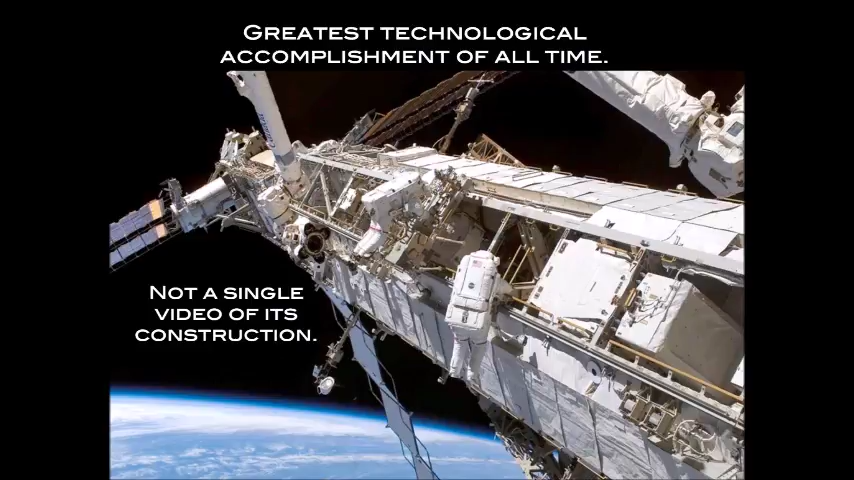 Greatest technological
accomplishment of all time.
Not a single
video of its
construction.